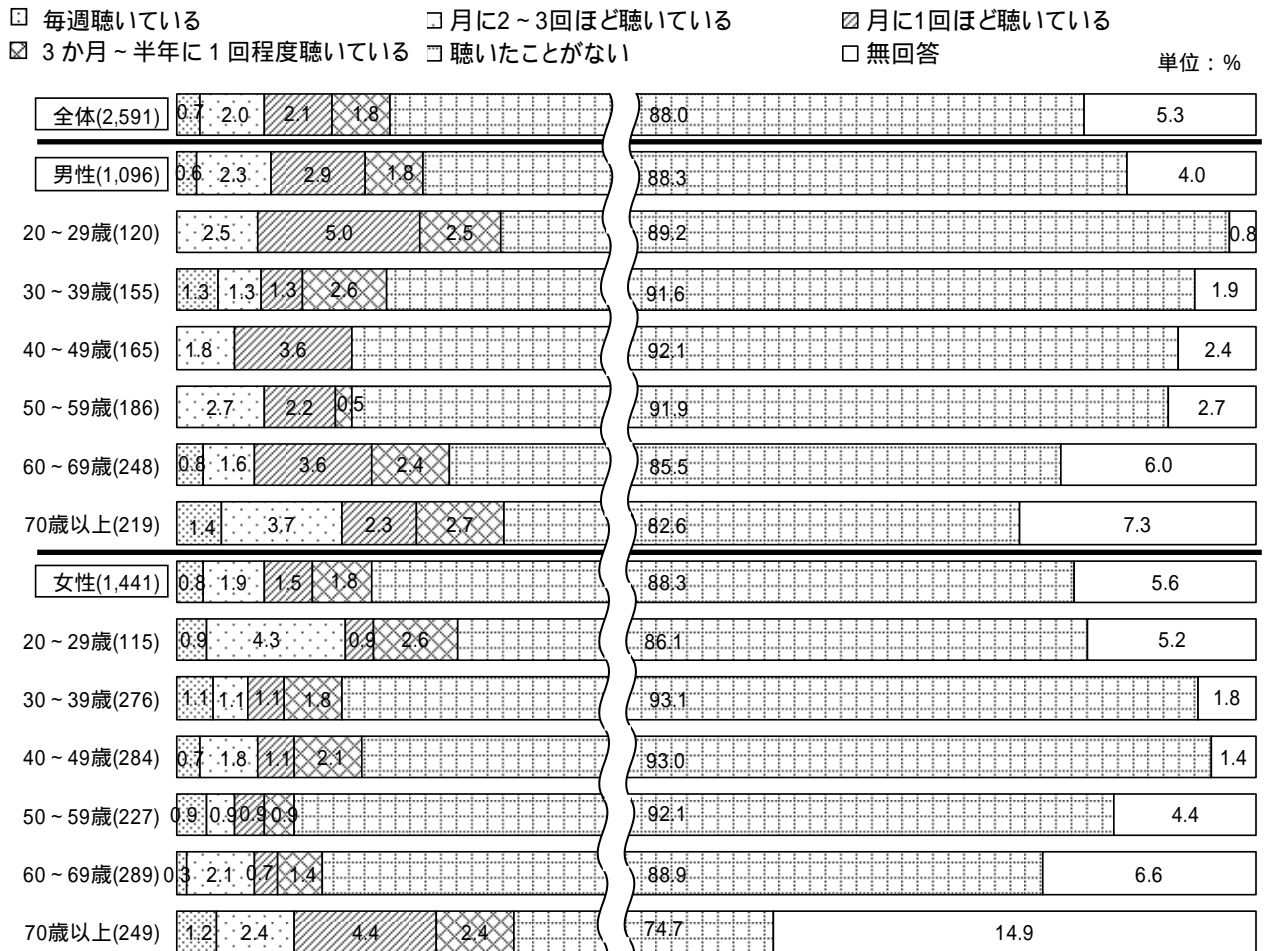 毎週聴いている 月に2～3回ほど聴いている 月に1回ほど聴いている
3か月～半年に1回程度聴いている 聴いたことがない 無回答
単位：%
全体(2,591) 0.7 2.0 2.1 1.8 88.0 5.3
男性(1,096) 0.6 2.3 2.9 1.8 88.3 4.0
20～29歳(120) 2.5 5.0 2.5 89.2 0.8
30～39歳(155) 1.3 1.3 1.3 2.6 91.6 1.9
40～49歳(165) 1.8 3.6 92.1 2.4
50～59歳(186) 2.7 2.2 0.5 91.9 2.7
60～69歳(248) 0.8 1.6 3.6 2.4 85.5 6.0
70歳以上(219) 1.4 3.7 2.3 2.7 82.6 7.3
女性(1,441) 0.8 1.9 1.5 1.8 88.3 5.6
20～29歳(115) 0.9 4.3 0.9 2.6 86.1 5.2
30～39歳(276) 1.1 1.1 1.1 1.8 93.1 1.8
40～49歳(284) 0.7 1.8 1.1 2.1 93.0 1.4
50～59歳(227) 0.9 0.9 0.9 0.9 92.1 4.4
60～69歳(289) 0.3 2.1 0.7 1.4 88.9 6.6
70歳以上(249) 1.2 2.4 4.4 2.4 74.7 14.9